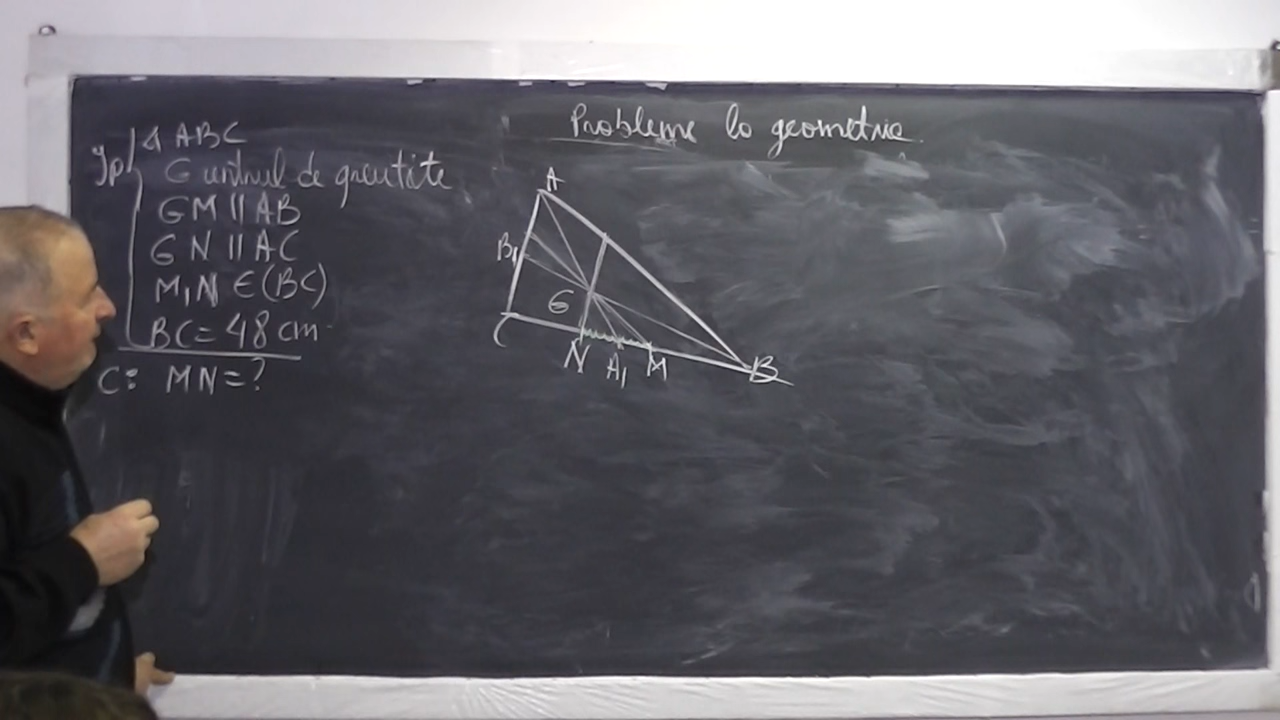 Probleme la geometrie
Ip △ ABC
G centrul de greutate
GM || AB
GN || AC
M, N ∈ (BC)
BC = 48 cm
C: MN = ?
A
B₁
G
C
N A₁ M B